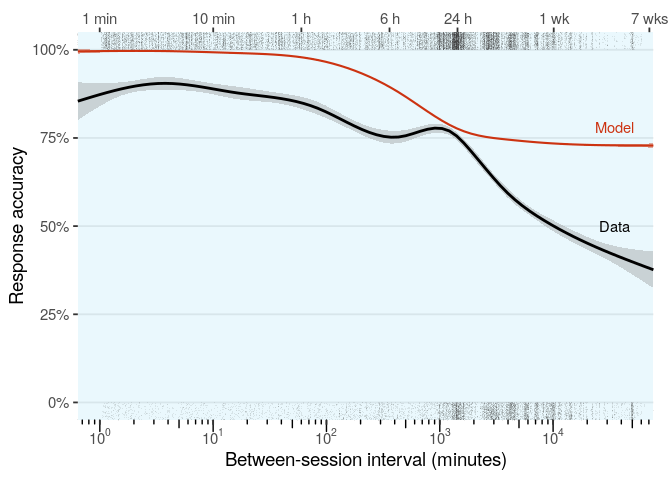 1 min 10 min 1 h 6 h 24 h 1 wk 7 wks
100%
Model
75%
Data
50%
25%
0%
Response accuracy
10^0 10^1 10^2 10^3 10^4
Between-session interval (minutes)